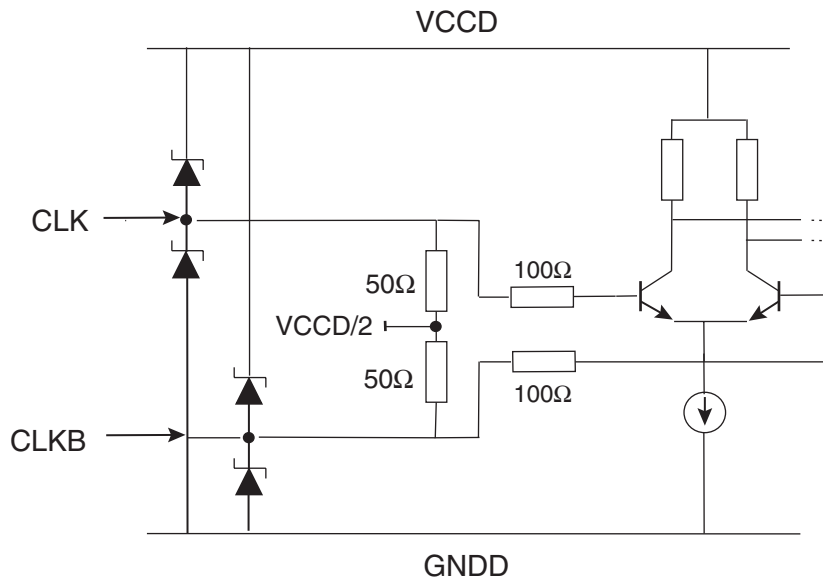 VCCD
CLK
50Ω
100Ω
VCCD/2
50Ω
100Ω
CLKB
GNDD